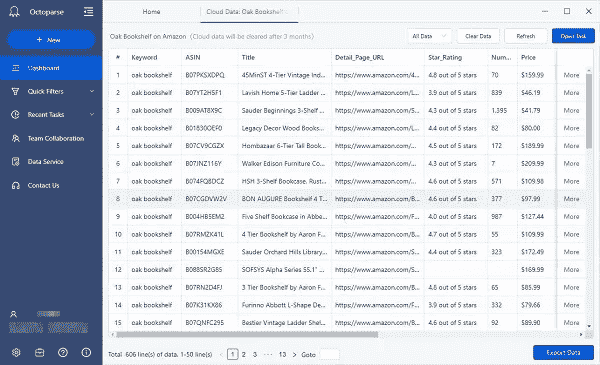 Octoparse
Home
Cloud Data: Oak Bookshelf
+ New
Oak Bookshelf on Amazon (Cloud data will be cleared after 3 months)
All Data
Clear Data
Refresh
Open Task
Dashboard
Quick Filters
Recent Tasks
Team Collaboration
Data Service
Contact Us
# Keyword ASIN Title Detail_Page_URL Star_Rating Num... Price
1 oak bookshelf B07PKSXDPQ 45MinST 4-Tier Vintage Ind... https://www.amazon.com/4... 4.8 out of 5 stars 70 $159.99 More
2 oak bookshelf B07YT2H5F1 Lavish Home 5-Tier Ladder ... https://www.amazon.com/L... 3.9 out of 5 stars 839 $46.19 More
3 oak bookshelf B009AT8X9C Sauder Beginnings 3-Shelf ... https://www.amazon.com/S... 4.3 out of 5 stars 1,395 $41.79 More
4 oak bookshelf B01830OEF0 Legacy Decor Wood Books... https://www.amazon.com/L... 4.4 out of 5 stars 82 $80.00 More
5 oak bookshelf B07CV9CGZX Hombazaar 6-Tier Tall Book... https://www.amazon.com/... 4.5 out of 5 stars 172 $189.99 More
6 oak bookshelf B07JNZ116Y Walker Edison Furniture Co... https://www.amazon.com/... 4.3 out of 5 stars 7 $209.99 More
7 oak bookshelf B074FQBDCZ HSH 3-Shelf Bookcase. Rust... https://www.amazon.com/... 4.6 out of 5 stars 571 $109.98 More
8 oak bookshelf B07CGDVW2V BON AUGURE Bookshelf 4 T... https://www.amazon.com/B... 4.6 out of 5 stars 377 $97.99 More
9 oak bookshelf B004HB5EM2 Five Shelf Bookcase in Abbe... https://www.amazon.com/F... 4.0 out of 5 stars 987 $127.44 More
10 oak bookshelf B07RMZK41L 4 Tier Bookshelf by Aaron F... https://www.amazon.com/B... 4.7 out of 5 stars 55 $109.99 More
11 oak bookshelf B00154MGXE Sauder Orchard Hills Library... https://www.amazon.com/S... 4.4 out of 5 stars 323 $172.49 More
12 oak bookshelf B08BSR2G8S SOFSYS Alpha Series 55.1" ... https://www.amazon.com/S... $169.99 More
13 oak bookshelf B07RN2D4FJ 3 Tier Bookshelf by Aaron F... https://www.amazon.com/B... 4.6 out of 5 stars 65 $85.99 More
14 oak bookshelf B07K31KX86 Furinno Abbott L-Shape De... https://www.amazon.com/F... 3.9 out of 5 stars 332 $79.66 More
15 oak bookshelf B07QNFC295 Bestier Vintage Ladder Shel... https://www.amazon.com/B... 4.6 out of 5 stars 92 $89.90 More
Total 606 line(s) of data, 1-50 line(s) < 1 2 3 ... 13 > Goto
Export Data